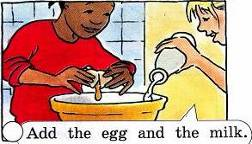 Add the egg and the milk.